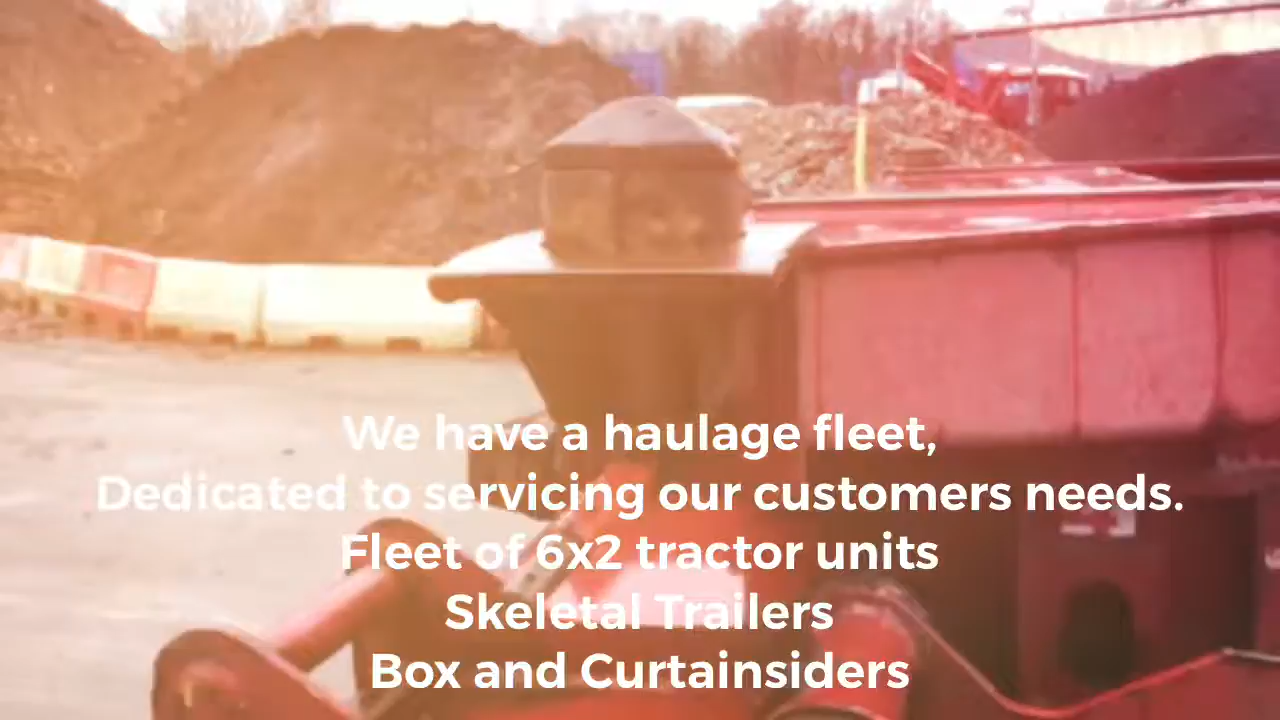 We have a haulage fleet,
Dedicated to servicing our customers needs.
Fleet of 6x2 tractor units
Skeletal Trailers
Box and Curtainsiders